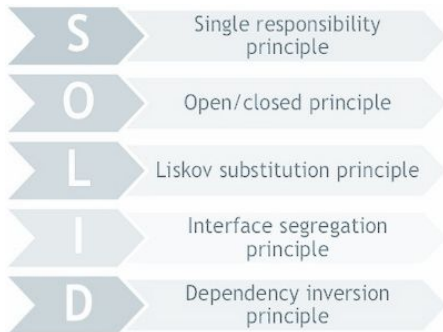 S
Single responsibility
principle
O
Open/closed principle
L
Liskov substitution principle
I
Interface segregation
principle
D
Dependency inversion
principle